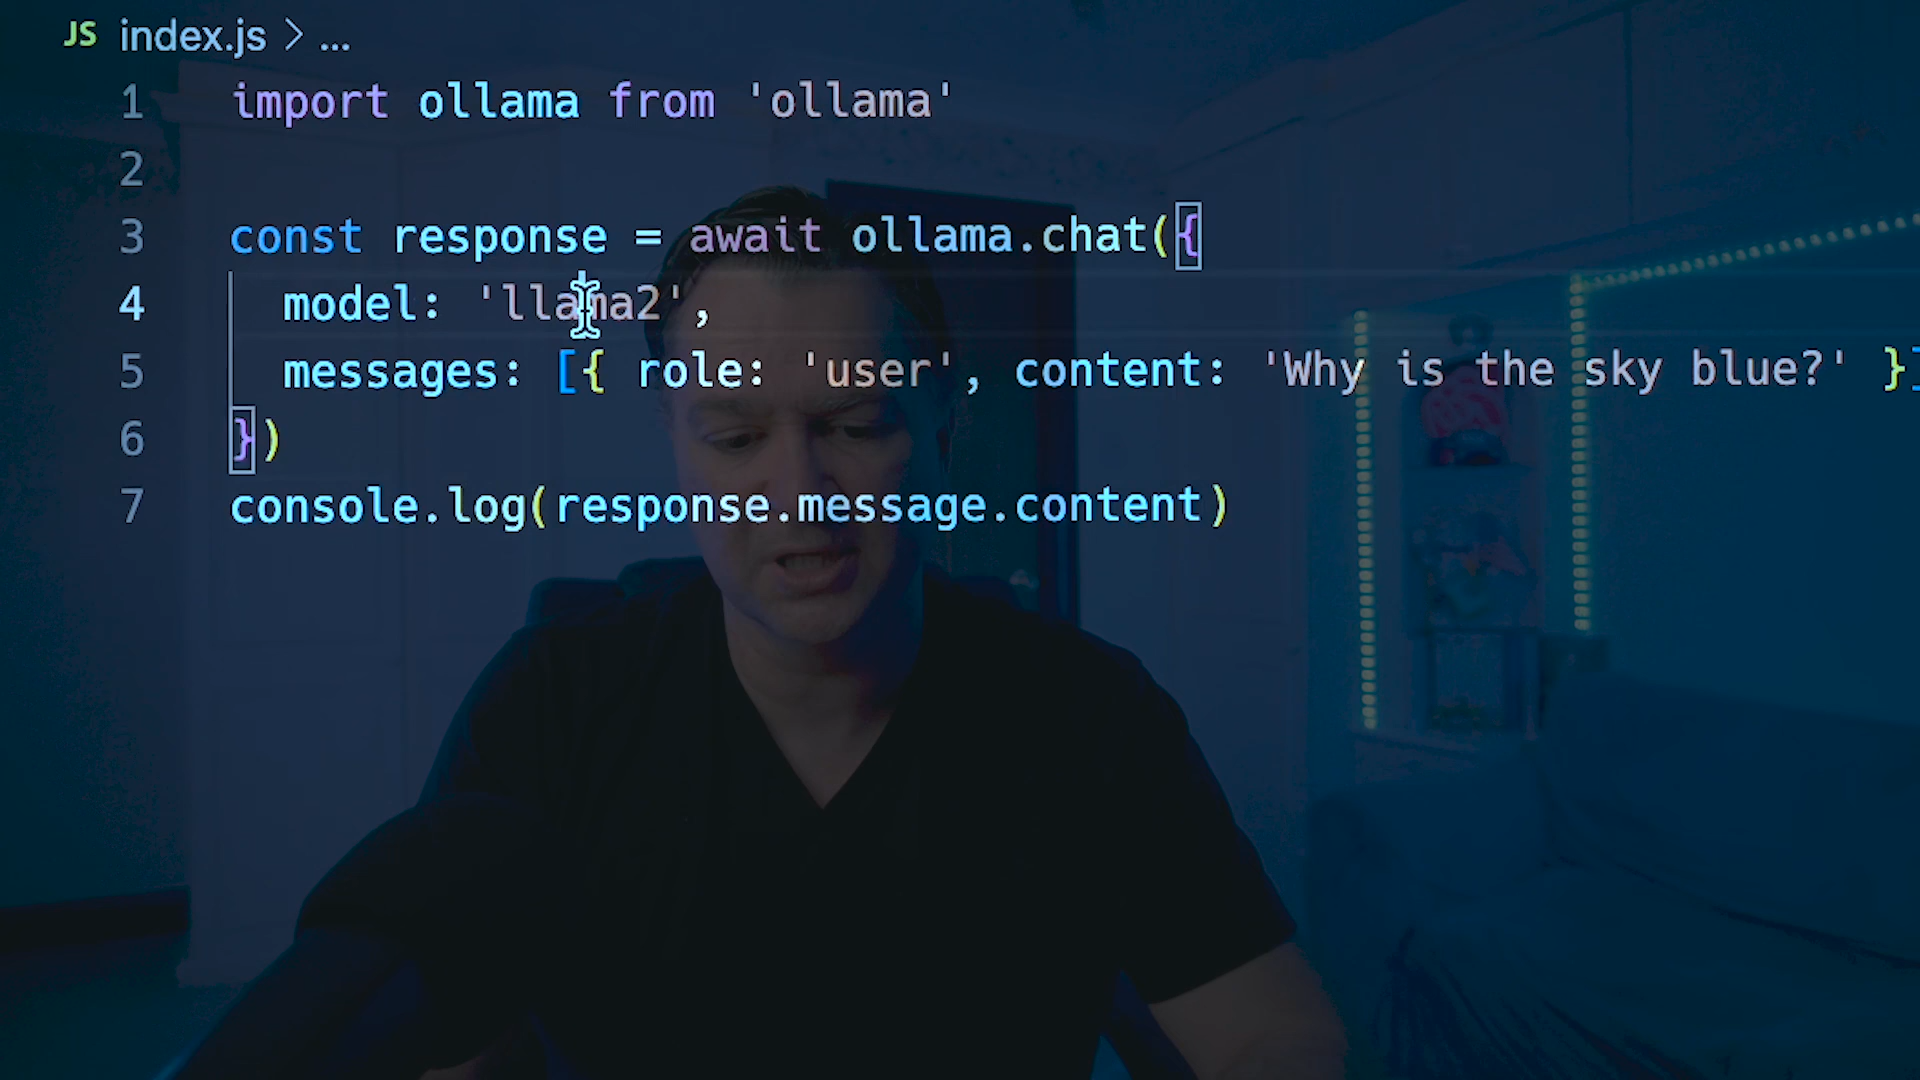 JS index.js > ...
1 import ollama from 'ollama'
2
3 const response = await ollama.chat({
4 model: 'llama2',
5 messages: [{ role: 'user', content: 'Why is the sky blue?' }]
6 })
7 console.log(response.message.content)